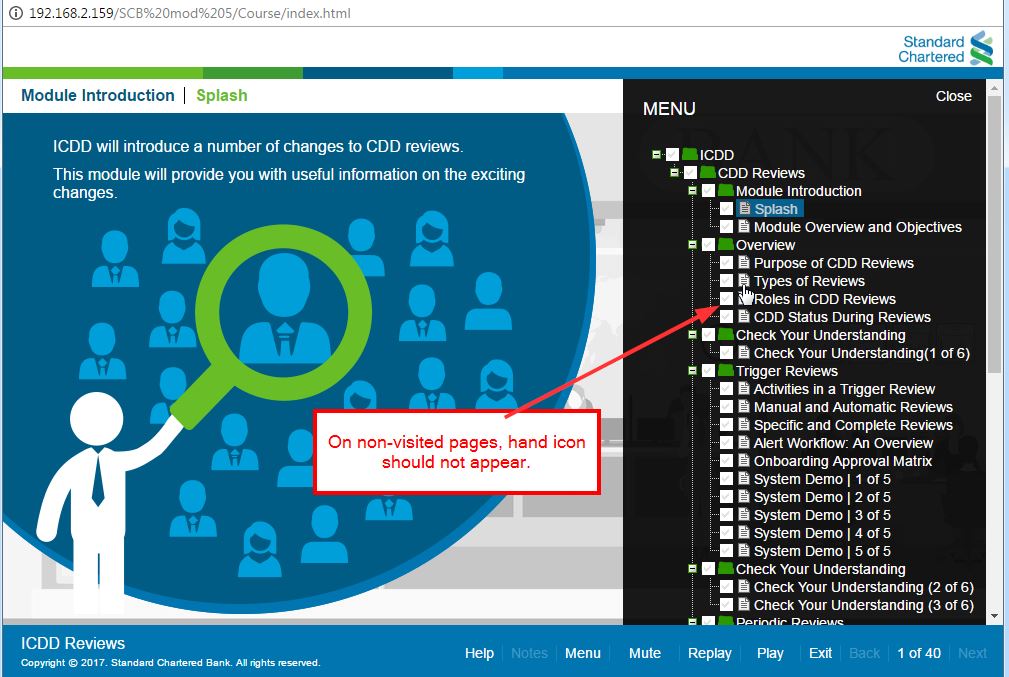 192.168.2.159/SCB%20mod%205/Course/index.html
Standard
Chartered
Module Introduction | Splash
ICDD will introduce a number of changes to CDD reviews.
This module will provide you with useful information on the exciting
changes.
On non-visited pages, hand icon
should not appear.
Close
MENU
BANK
ICDD
CDD Reviews
Module Introduction
Splash
Module Overview and Objectives
Overview
Purpose of CDD Reviews
Types of Reviews
Roles in CDD Reviews
CDD Status During Reviews
Check Your Understanding
Check Your Understanding(1 of 6)
Trigger Reviews
Activities in a Trigger Review
Manual and Automatic Reviews
Specific and Complete Reviews
Alert Workflow: An Overview
Onboarding Approval Matrix
System Demo | 1 of 5
System Demo | 2 of 5
System Demo | 3 of 5
System Demo | 4 of 5
System Demo | 5 of 5
Check Your Understanding
Check Your Understanding (2 of 6)
Check Your Understanding (3 of 6)
Periodic Reviews
ICDD Reviews
Copyright © 2017. Standard Chartered Bank. All rights reserved.
Help | Notes | Menu | Mute | Replay | Play | Exit | Back | 1 of 40 | Next